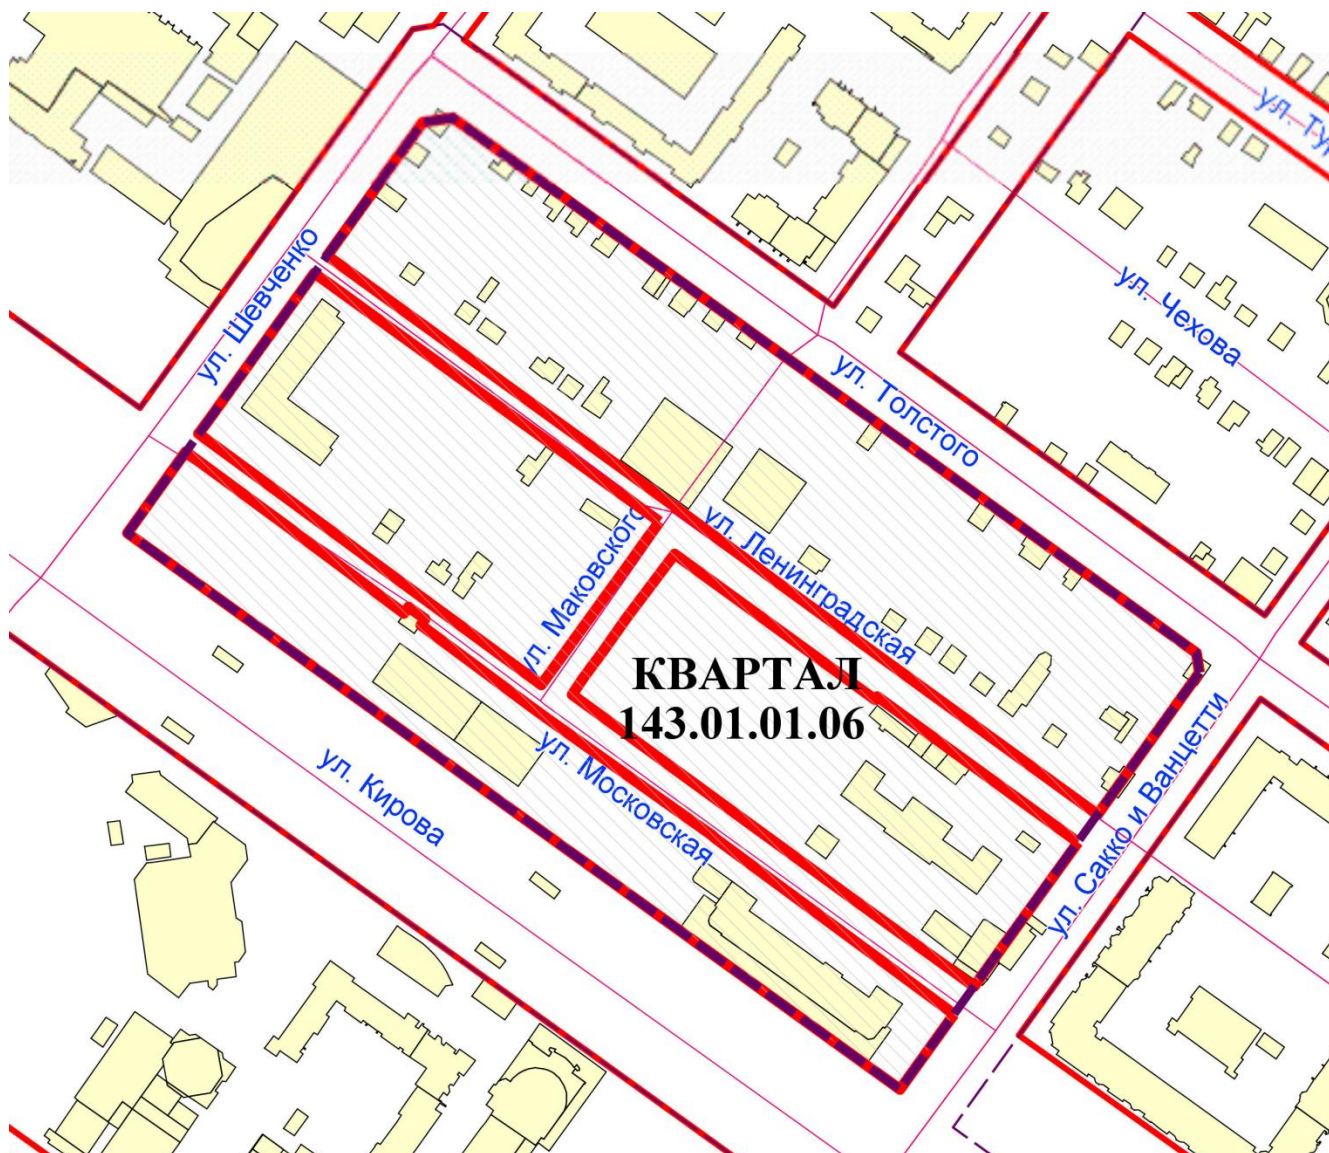 ул. Шевченко
ул. Чехова
ул. Толстого
ул. Ленинградская
ул. Маковского
КВАРТАЛ
143.01.01.06
ул. Московская
ул. Кирова
ул. Сакко и Ванцетти